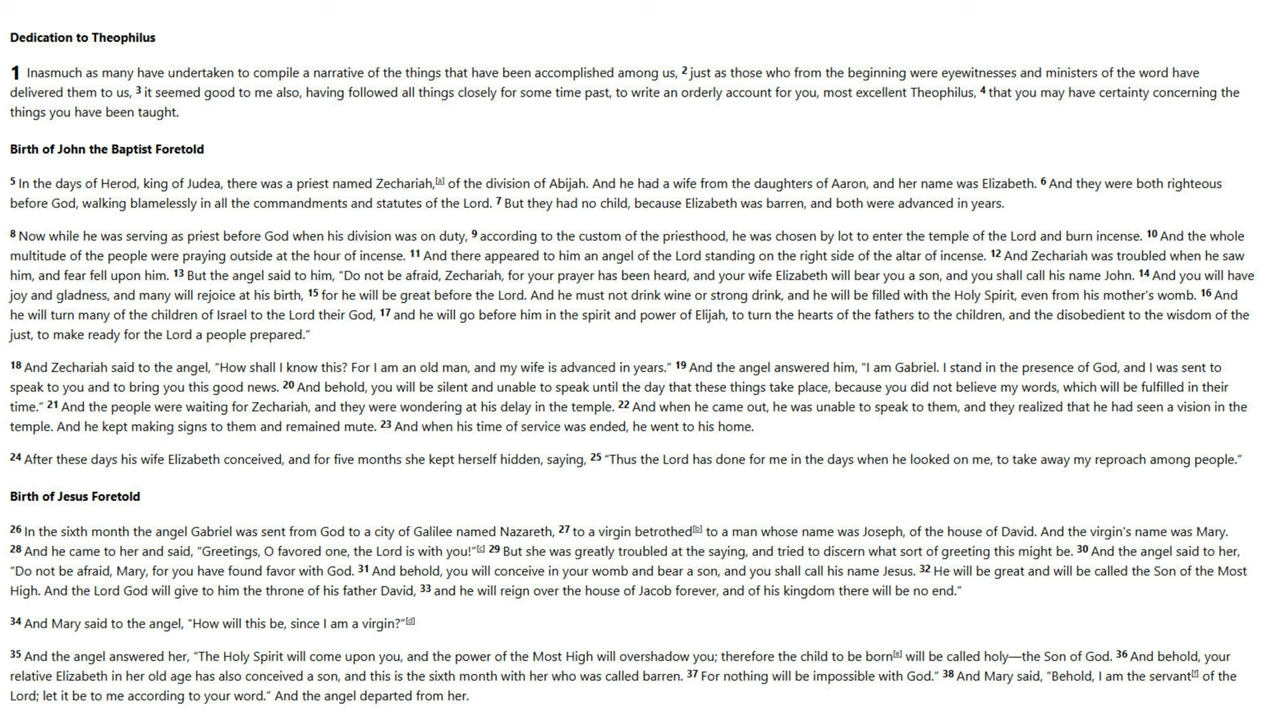 Dedication to Theophilus
1 Inasmuch as many have undertaken to compile a narrative of the things that have been accomplished among us, 2 just as those who from the beginning were eyewitnesses and ministers of the word have
delivered them to us, 3 it seemed good to me also, having followed all things closely for some time past, to write an orderly account for you, most excellent Theophilus, 4 that you may have certainty concerning the
things you have been taught.
Birth of John the Baptist Foretold
5 In the days of Herod, king of Judea, there was a priest named Zechariah,[a] of the division of Abijah. And he had a wife from the daughters of Aaron, and her name was Elizabeth. 6 And they were both righteous
before God, walking blamelessly in all the commandments and statutes of the Lord. 7 But they had no child, because Elizabeth was barren, and both were advanced in years.
8 Now while he was serving as priest before God when his division was on duty, 9 according to the custom of the priesthood, he was chosen by lot to enter the temple of the Lord and burn incense. 10 And the whole
multitude of the people were praying outside at the hour of incense. 11 And there appeared to him an angel of the Lord standing on the right side of the altar of incense. 12 And Zechariah was troubled when he saw
him, and fear fell upon him. 13 But the angel said to him, “Do not be afraid, Zechariah, for your prayer has been heard, and your wife Elizabeth will bear you a son, and you shall call his name John. 14 And you will have
joy and gladness, and many will rejoice at his birth, 15 for he will be great before the Lord. And he must not drink wine or strong drink, and he will be filled with the Holy Spirit, even from his mother's womb. 16 And
he will turn many of the children of Israel to the Lord their God, 17 and he will go before him in the spirit and power of Elijah, to turn the hearts of the fathers to the children, and the disobedient to the wisdom of the
just, to make ready for the Lord a people prepared.”
18 And Zechariah said to the angel, “How shall I know this? For I am an old man, and my wife is advanced in years.” 19 And the angel answered him, “I am Gabriel. I stand in the presence of God, and I was sent to
speak to you and to bring you this good news. 20 And behold, you will be silent and unable to speak until the day that these things take place, because you did not believe my words, which will be fulfilled in their
time.” 21 And the people were waiting for Zechariah, and they were wondering at his delay in the temple. 22 And when he came out, he was unable to speak to them, and they realized that he had seen a vision in the
temple. And he kept making signs to them and remained mute. 23 And when his time of service was ended, he went to his home.
24 After these days his wife Elizabeth conceived, and for five months she kept herself hidden, saying, 25 “Thus the Lord has done for me in the days when he looked on me, to take away my reproach among people.”
Birth of Jesus Foretold
26 In the sixth month the angel Gabriel was sent from God to a city of Galilee named Nazareth, 27 to a virgin betrothed[b] to a man whose name was Joseph, of the house of David. And the virgin's name was Mary.
28 And he came to her and said, “Greetings, O favored one, the Lord is with you!”[c] 29 But she was greatly troubled at the saying, and tried to discern what sort of greeting this might be. 30 And the angel said to her,
“Do not be afraid, Mary, for you have found favor with God. 31 And behold, you will conceive in your womb and bear a son, and you shall call his name Jesus. 32 He will be great and will be called the Son of the Most
High. And the Lord God will give to him the throne of his father David, 33 and he will reign over the house of Jacob forever, and of his kingdom there will be no end.”
34 And Mary said to the angel, “How will this be, since I am a virgin?”[d]
35 And the angel answered her, “The Holy Spirit will come upon you, and the power of the Most High will overshadow you; therefore the child to be born[e] will be called holy—the Son of God. 36 And behold, your
relative Elizabeth in her old age has also conceived a son, and this is the sixth month with her who was called barren. 37 For nothing will be impossible with God.” 38 And Mary said, “Behold, I am the servant[f] of the
Lord; let it be to me according to your word.” And the angel departed from her.